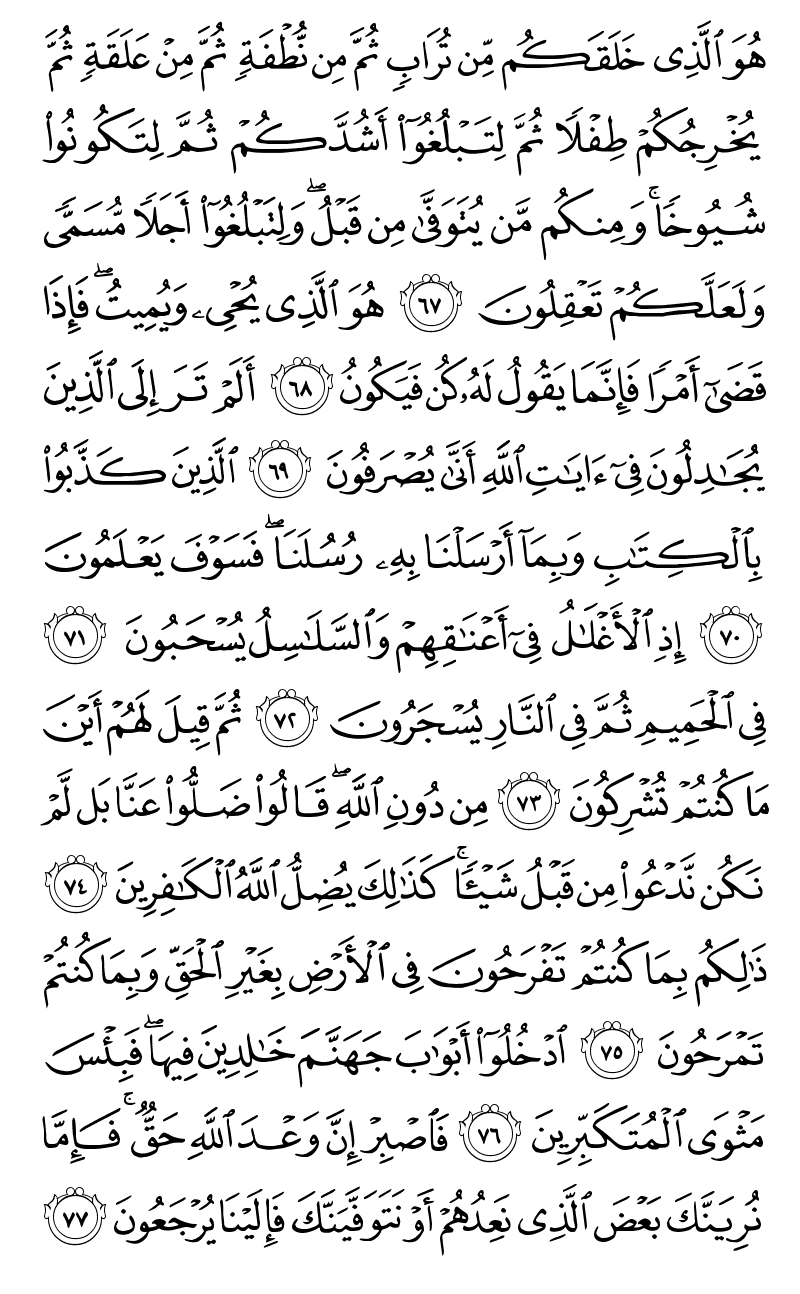 هُوَ ٱلَّذِى خَلَقَكُم مِّن تُرَابٍۢ ثُمَّ مِن نُّطْفَةٍۢ ثُمَّ مِنْ عَلَقَةٍۢ ثُمَّ
يُخْرِجُكُمْ طِفْلًۭا ثُمَّ لِتَبْلُغُوٓا۟ أَشُدَّكُمْ ثُمَّ لِتَكُونُوا۟
شُيُوخًۭا ۚ وَمِنكُم مَّن يُتَوَفَّىٰ مِن قَبْلُ ۖ وَلِتَبْلُغُوٓا۟ أَجَلًۭا مُّسَمًّۭى
وَلَعَلَّكُمْ تَعْقِلُونَ ٦٧ هُوَ ٱلَّذِى يُحْىِۦ وَيُمِيتُ ۖ فَإِذَا
قَضَىٰٓ أَمْرًۭا فَإِنَّمَا يَقُولُ لَهُۥ كُن فَيَكُونُ ٦٨ أَلَمْ تَرَ إِلَى ٱلَّذِينَ
يُجَـٰدِلُونَ فِىٓ ءَايَـٰتِ ٱللَّهِ أَنَّىٰ يُصْرَفُونَ ٦٩ ٱلَّذِينَ كَذَّبُوا۟
بِٱلْكِتَـٰبِ وَبِمَآ أَرْسَلْنَا بِهِۦ رُسُلَنَا ۖ فَسَوْفَ يَعْلَمُونَ
٧٠ إِذِ ٱلْأَغْلَـٰلُ فِىٓ أَعْنَـٰقِهِمْ وَٱلسَّلَـٰسِلُ يُسْحَبُونَ ٧١
فِى ٱلْحَمِيمِ ثُمَّ فِى ٱلنَّارِ يُسْجَرُونَ ٧٢ ثُمَّ قِيلَ لَهُمْ أَيْنَ
مَا كُنتُمْ تُشْرِكُونَ ٧٣ مِن دُونِ ٱللَّهِ ۖ قَالُوا۟ ضَلُّوا۟ عَنَّا بَل لَّمْ
نَكُن نَّدْعُوا۟ مِن قَبْلُ شَيْـًۭٔا ۚ كَذَٰلِكَ يُضِلُّ ٱللَّهُ ٱلْكَـٰفِرِينَ ٧٤
ذَٰلِكُم بِمَا كُنتُمْ تَفْرَحُونَ فِى ٱلْأَرْضِ بِغَيْرِ ٱلْحَقِّ وَبِمَا كُنتُمْ
تَمْرَحُونَ ٧٥ ٱدْخُلُوٓا۟ أَبْوَٰبَ جَهَنَّمَ خَـٰلِدِينَ فِيهَا ۖ فَبِئْسَ
مَثْوَى ٱلْمُتَكَبِّرِينَ ٧٦ فَٱصْبِرْ إِنَّ وَعْدَ ٱللَّهِ حَقٌّۭ ۚ فَإِمَّا
نُرِيَنَّكَ بَعْضَ ٱلَّذِى نَعِدُهُمْ أَوْ نَتَوَفَّيَنَّكَ فَإِلَيْنَا يُرْجَعُونَ ٧٧